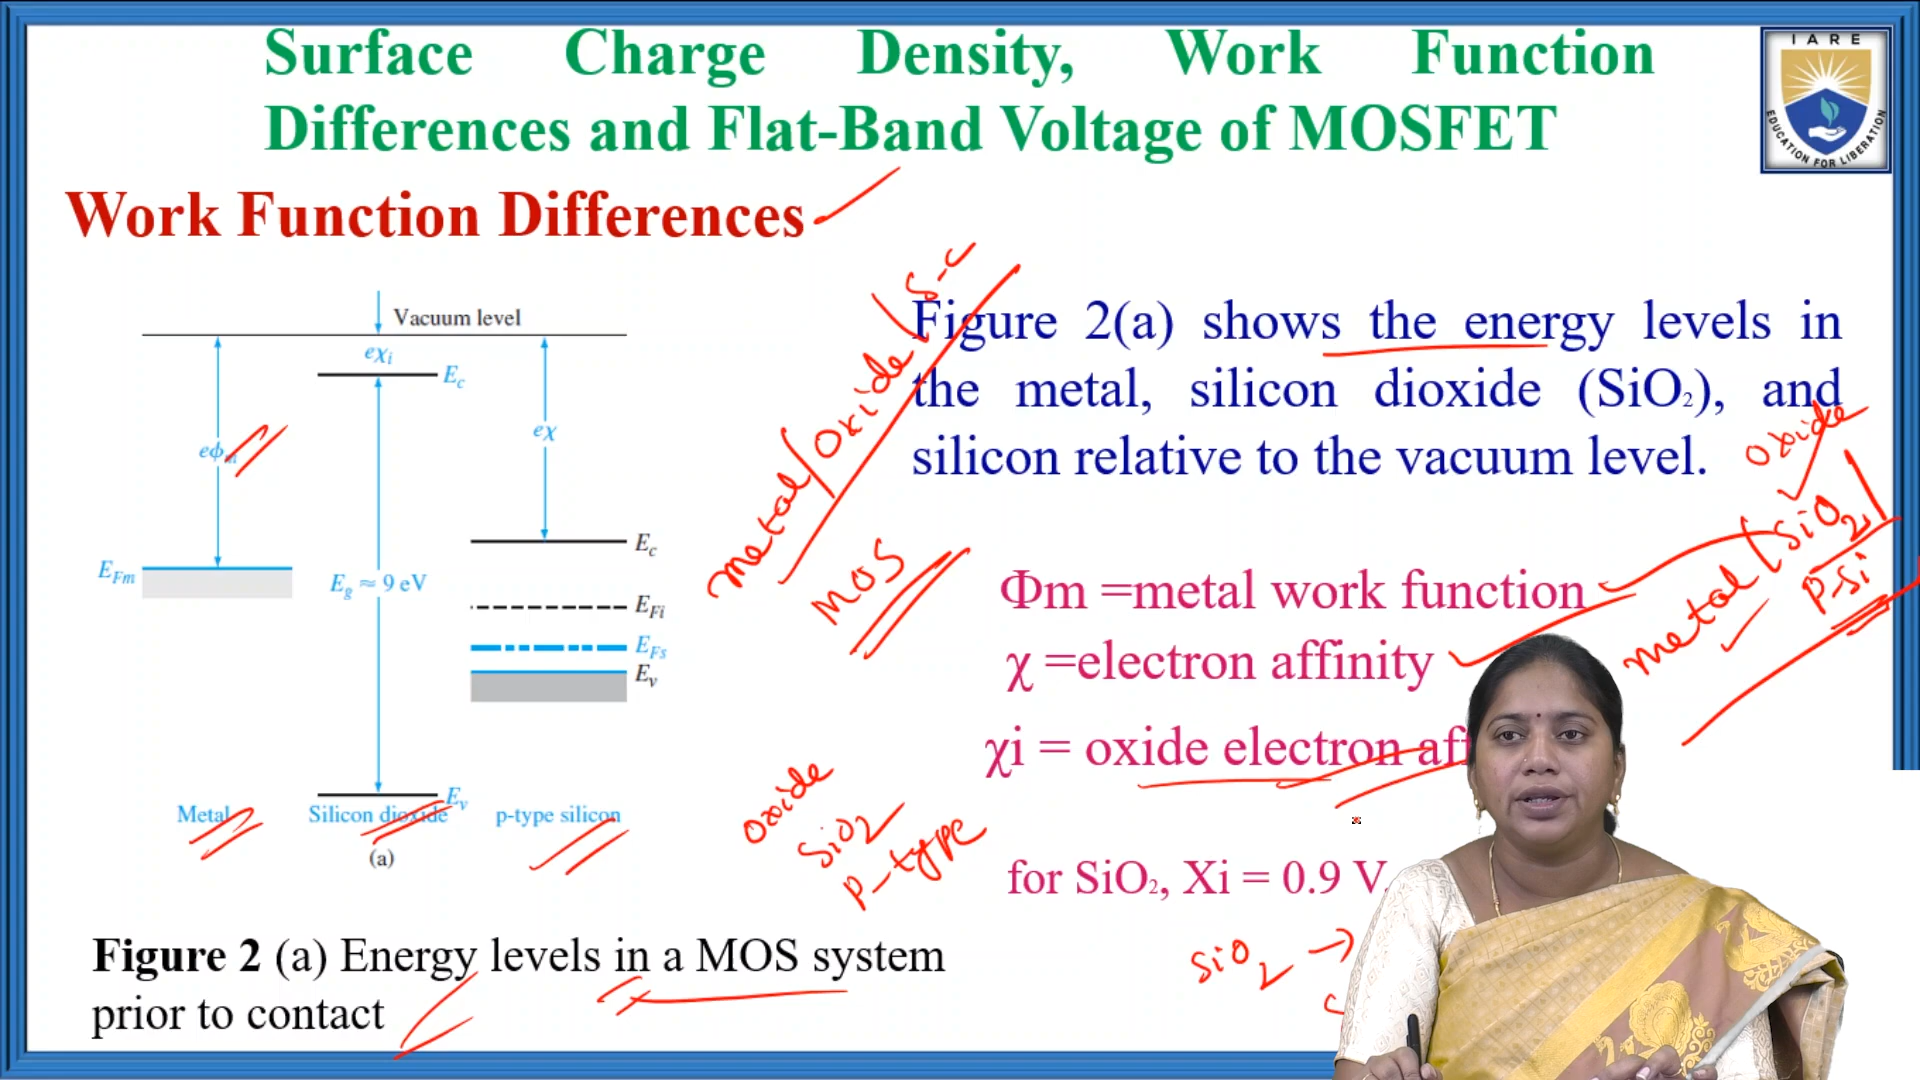 Surface Charge Density, Work Function
Differences and Flat-Band Voltage of MOSFET
IARE
EDUCATION FOR LIBERATION
Work Function Differences
Vacuum level
eχi
Ec
eχ
eϕm
EFm
Eg ≈ 9 eV
Ec
EFi
EFs
Ev
Ev
Metal
Silicon dioxide
p-type silicon
(a)
Figure 2 (a) Energy levels in a MOS system
prior to contact
Metal/Oxide/S-C
MOS
Oxide
SiO2
P-type
Figure 2(a) shows the energy levels in
the metal, silicon dioxide (SiO₂), and
silicon relative to the vacuum level.
Oxide
Metal/SiO2/
P-Si
Φm =metal work function
χ =electron affinity
χi = oxide electron aff
for SiO₂, Xi = 0.9 V.
SiO2 →